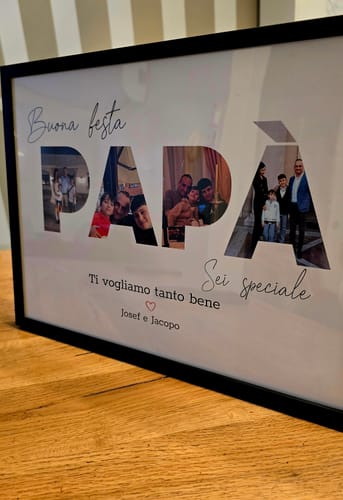 Buona festa
PAPÀ
Sei speciale
Ti vogliamo tanto bene
Josef e Jacopo